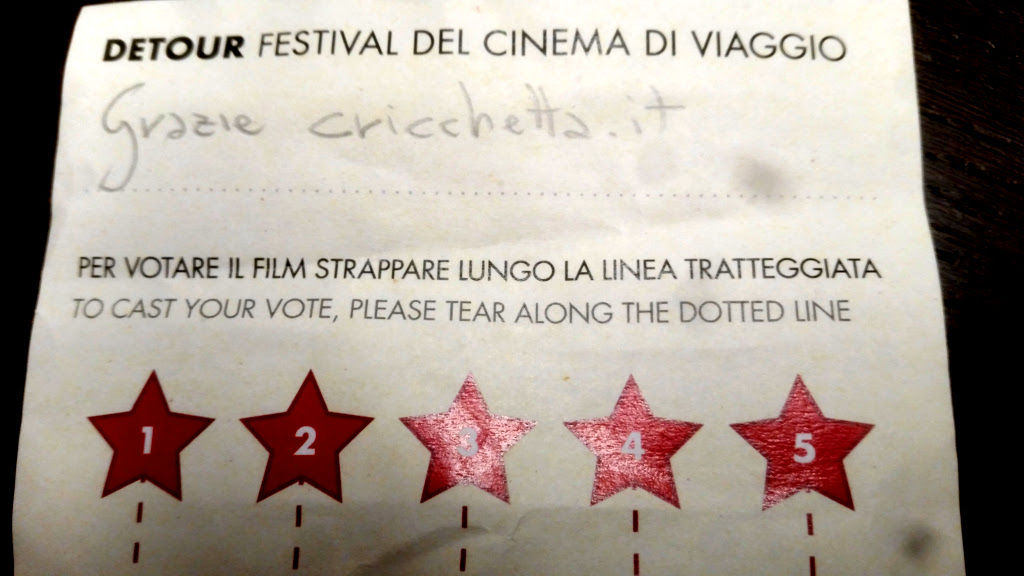 DETOUR FESTIVAL DEL CINEMA DI VIAGGIO
Grazie cricchetta.it
PER VOTARE IL FILM STRAPPARE LUNGO LA LINEA TRATTEGGIATA
TO CAST YOUR VOTE, PLEASE TEAR ALONG THE DOTTED LINE
1 2 3 4 5